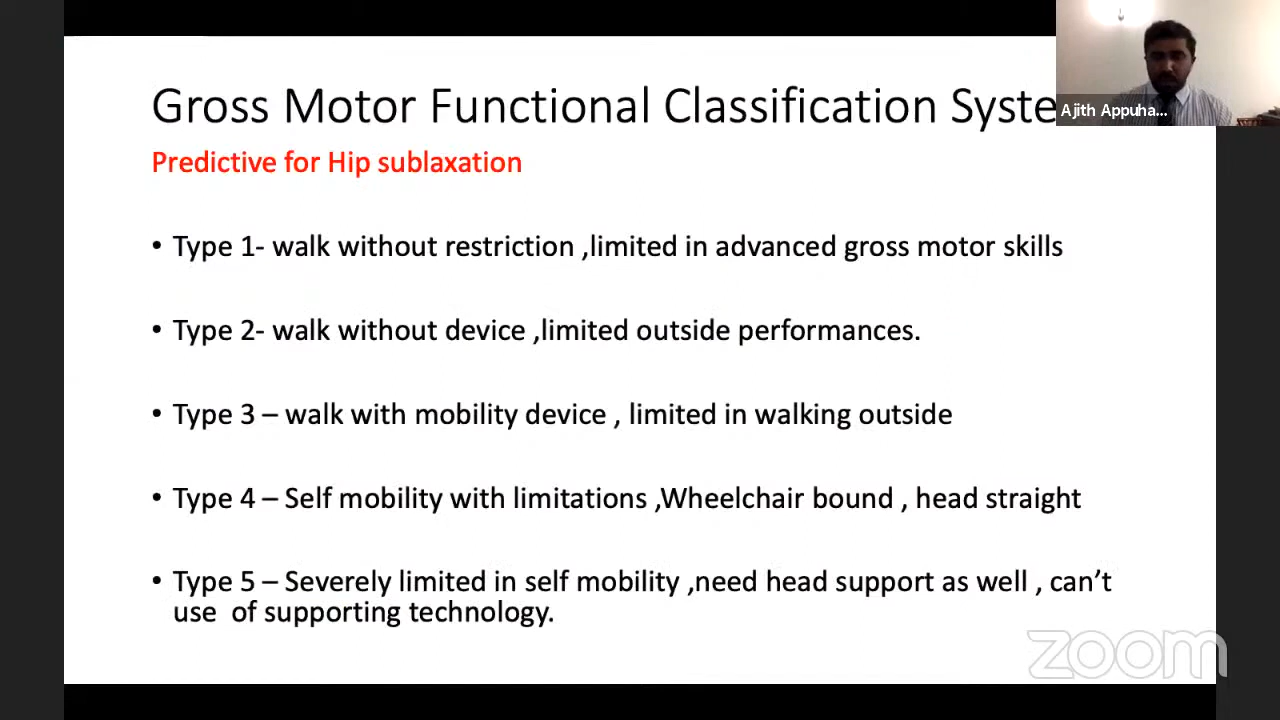 Gross Motor Functional Classification Syste
Ajith Appuha...
Predictive for Hip sublaxation
• Type 1- walk without restriction ,limited in advanced gross motor skills
• Type 2- walk without device ,limited outside performances.
• Type 3 – walk with mobility device , limited in walking outside
• Type 4 – Self mobility with limitations ,Wheelchair bound , head straight
• Type 5 – Severely limited in self mobility ,need head support as well , can’t
use of supporting technology.
zoom